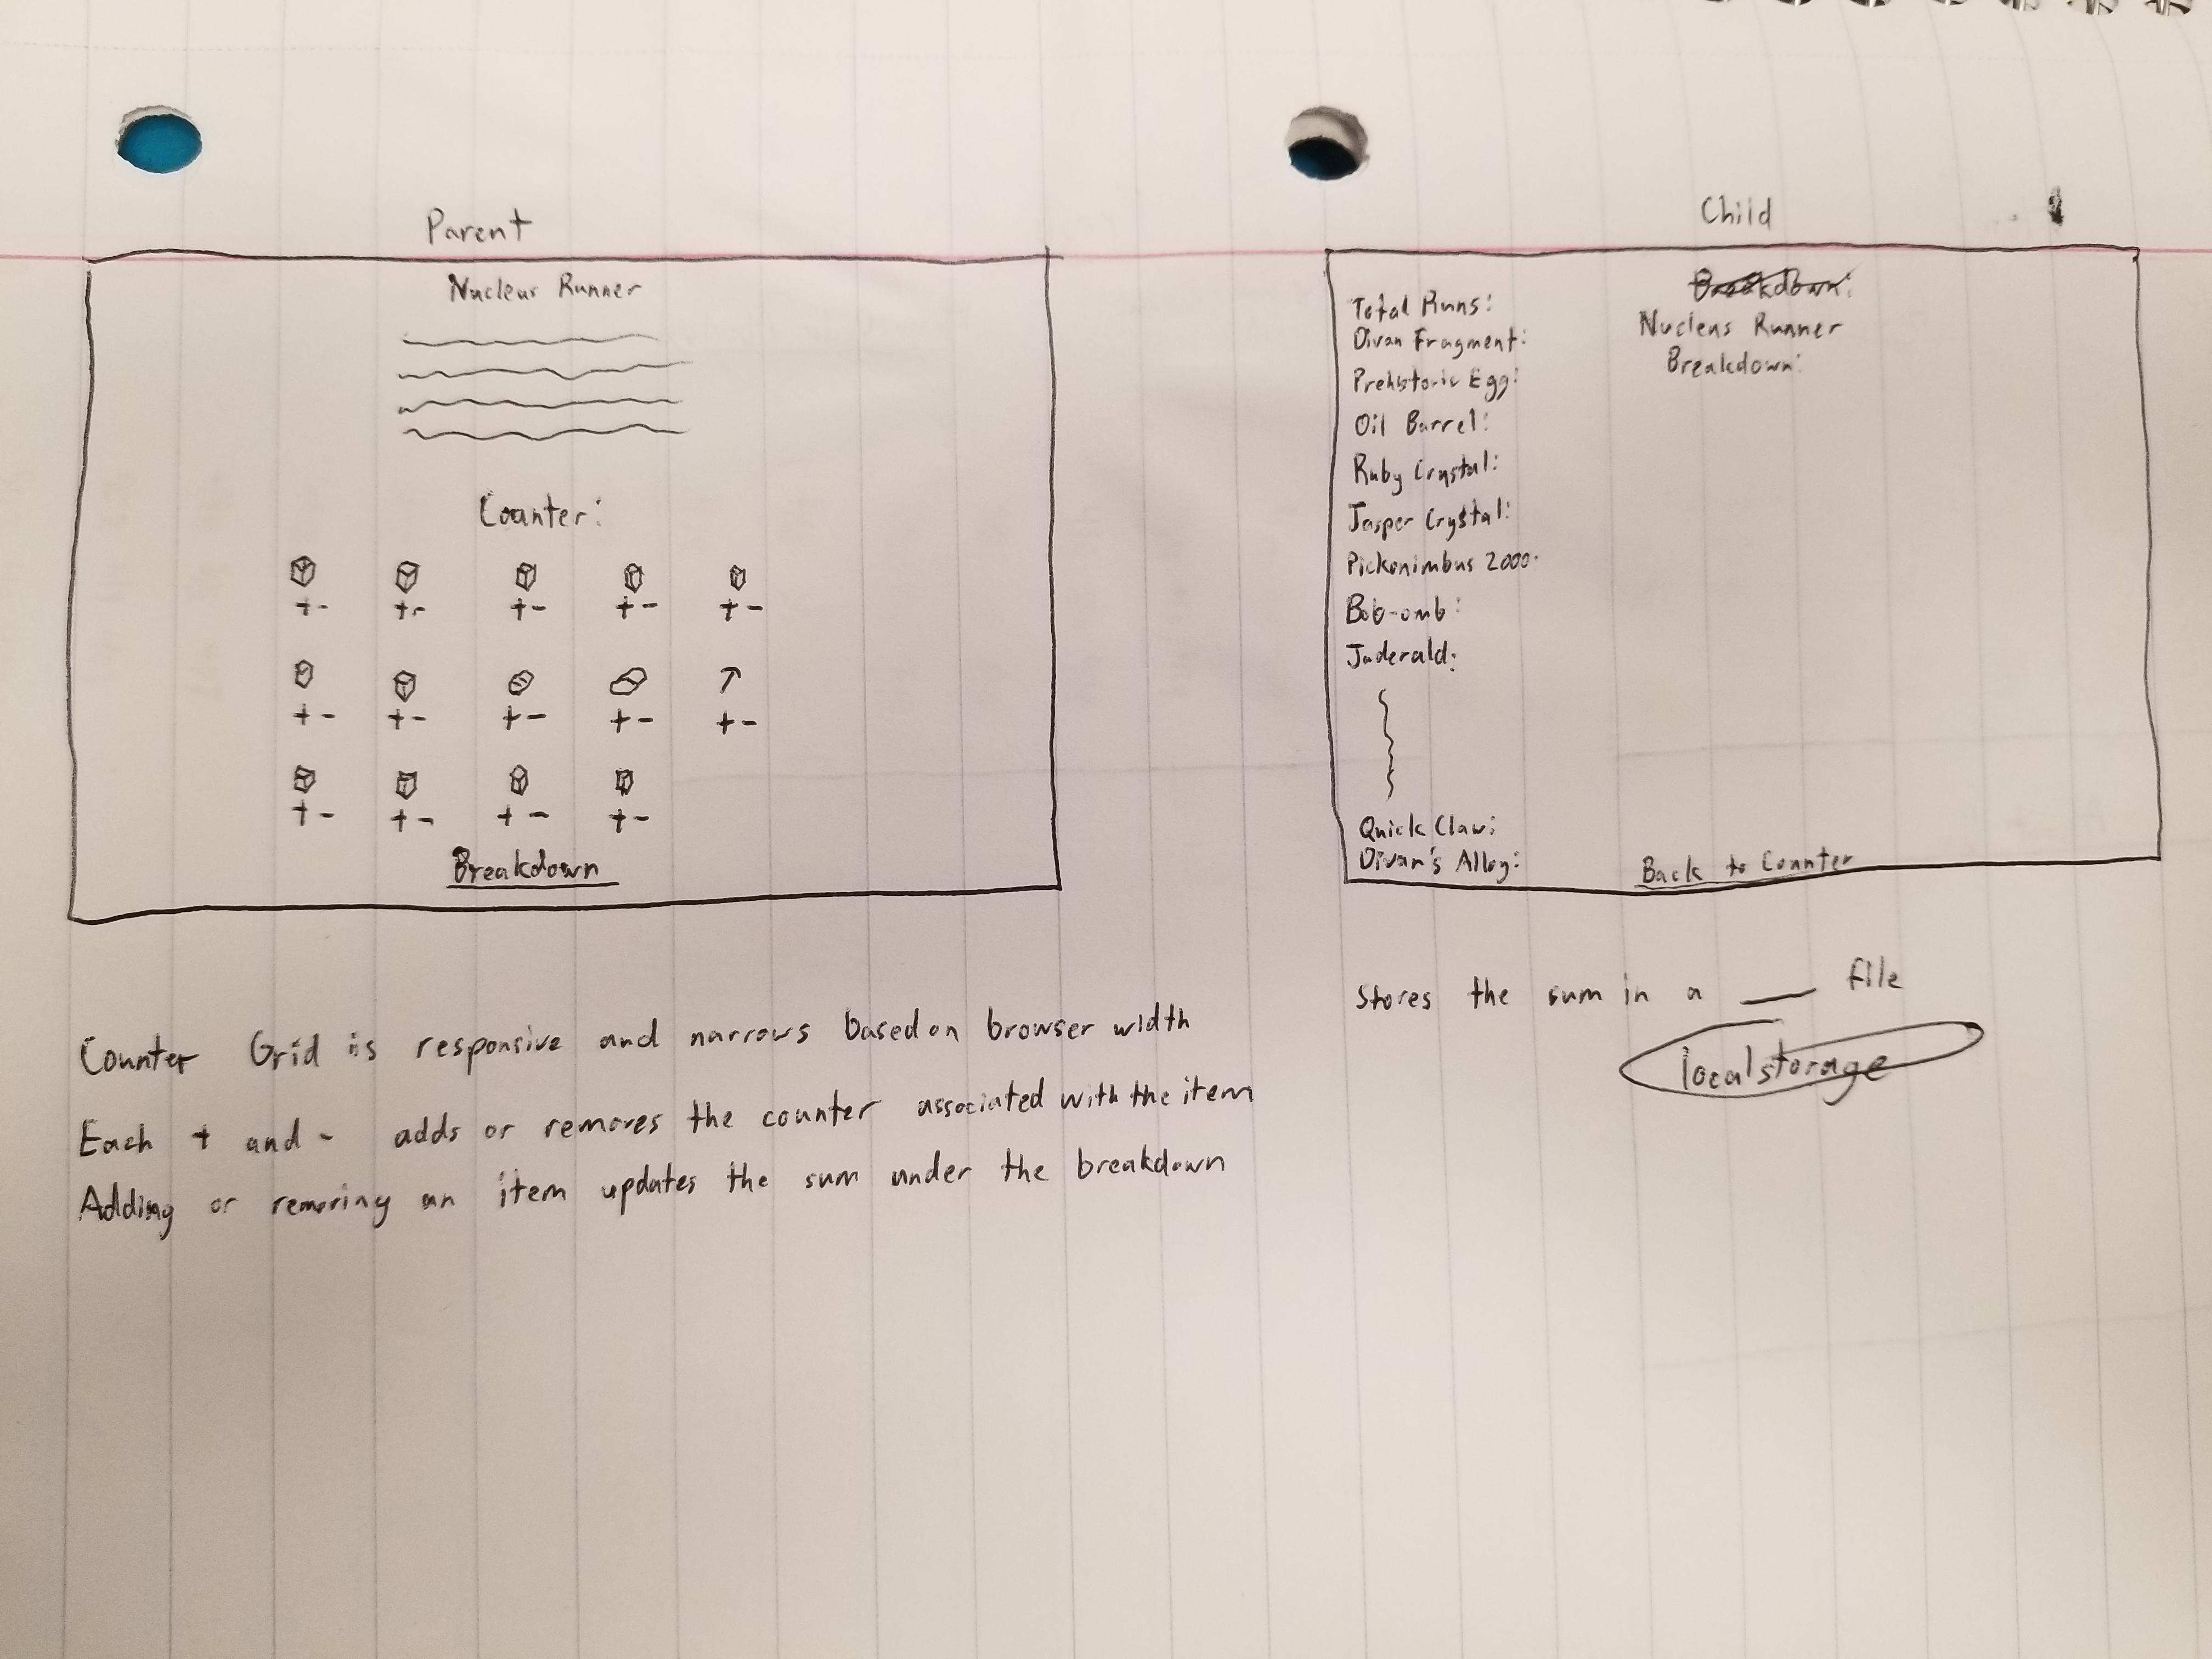 Parent
Nucleus Runner
Counter:
+ - + - + - + - + -
+ - + - + - + - + -
+ - + - + - + -
Breakdown
Counter Grid is responsive and narrows based on browser width
Each + and - adds or removes the counter associated with the item
Adding or removing an item updates the sum under the breakdown
Child
Breakdown:
Nucleus Runner
Breakdown:
Total Runs:
Divan Fragment:
Prehistoric Egg:
Oil Barrel:
Ruby Crystal:
Jasper Crystal:
Pickonimbus 2000:
Bob-omb:
Juderald:
Quick Claw:
Divan's Alloy:
Back to Counter
Stores the sum in a __ file
localstorage